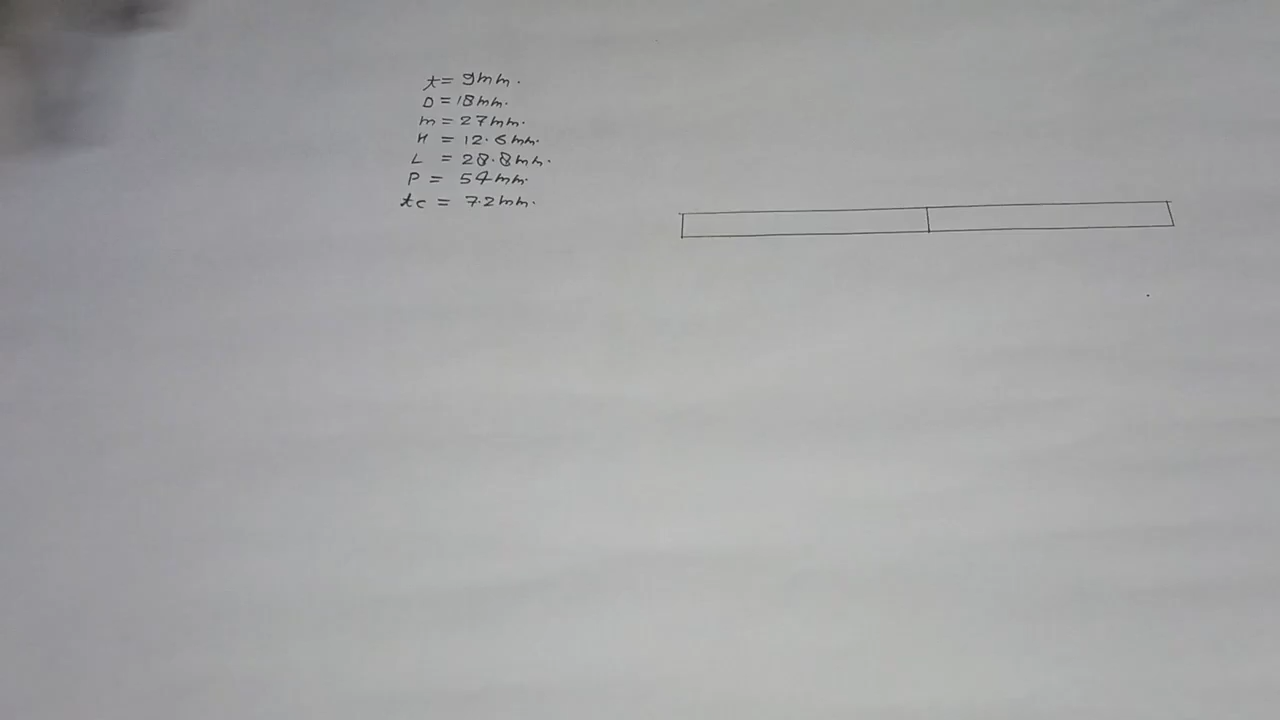 t = 9mm.
D = 18mm.
m = 27mm.
H = 12.6mm.
L = 28.8mm.
P = 54mm.
tc = 7.2mm.